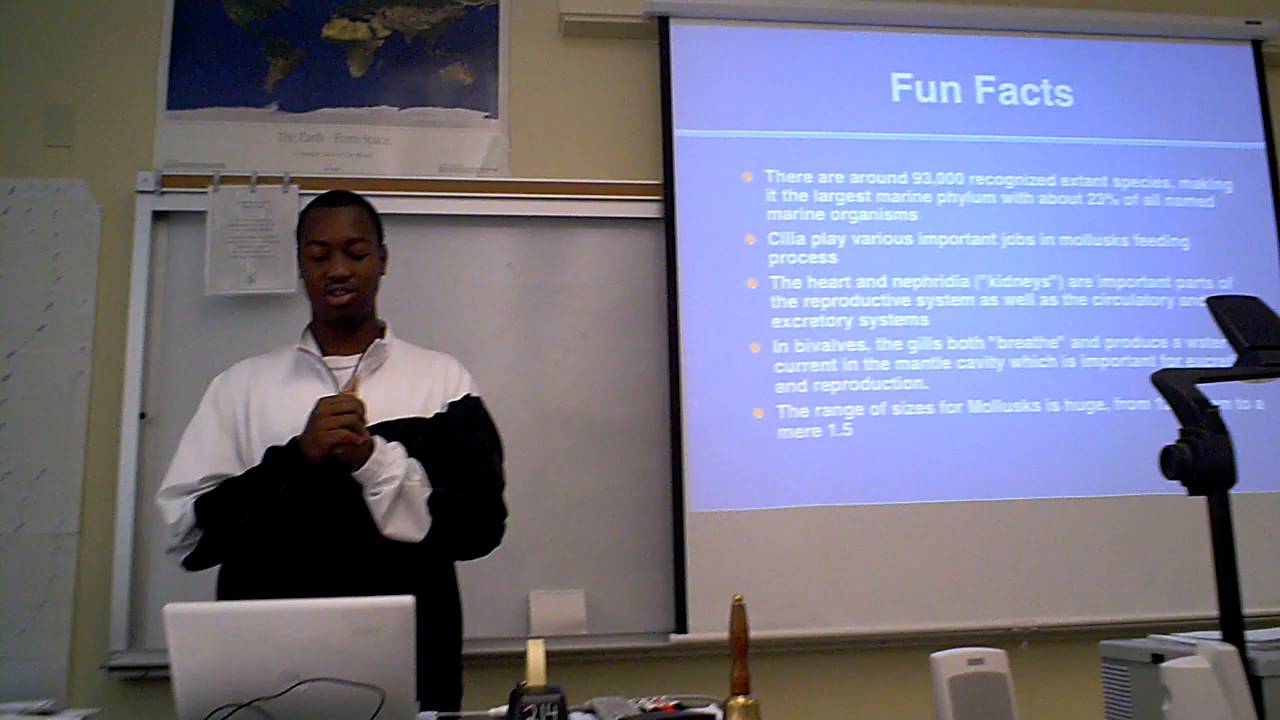 The Earth From Space
Fun Facts
There are around 93,000 recognized extant species, making
it the largest marine phylum with about 23% of all named
marine organisms
Cilia play various important jobs in mollusks feeding
process
The heart and nephridia ("kidneys") are important parts of
the reproductive system as well as the circulatory and
excretory systems
In bivalves, the gills both "breathe" and produce a water
current in the mantle cavity which is important for
and reproduction.
The range of sizes for Mollusks is huge, from to a
mere 1.5
314